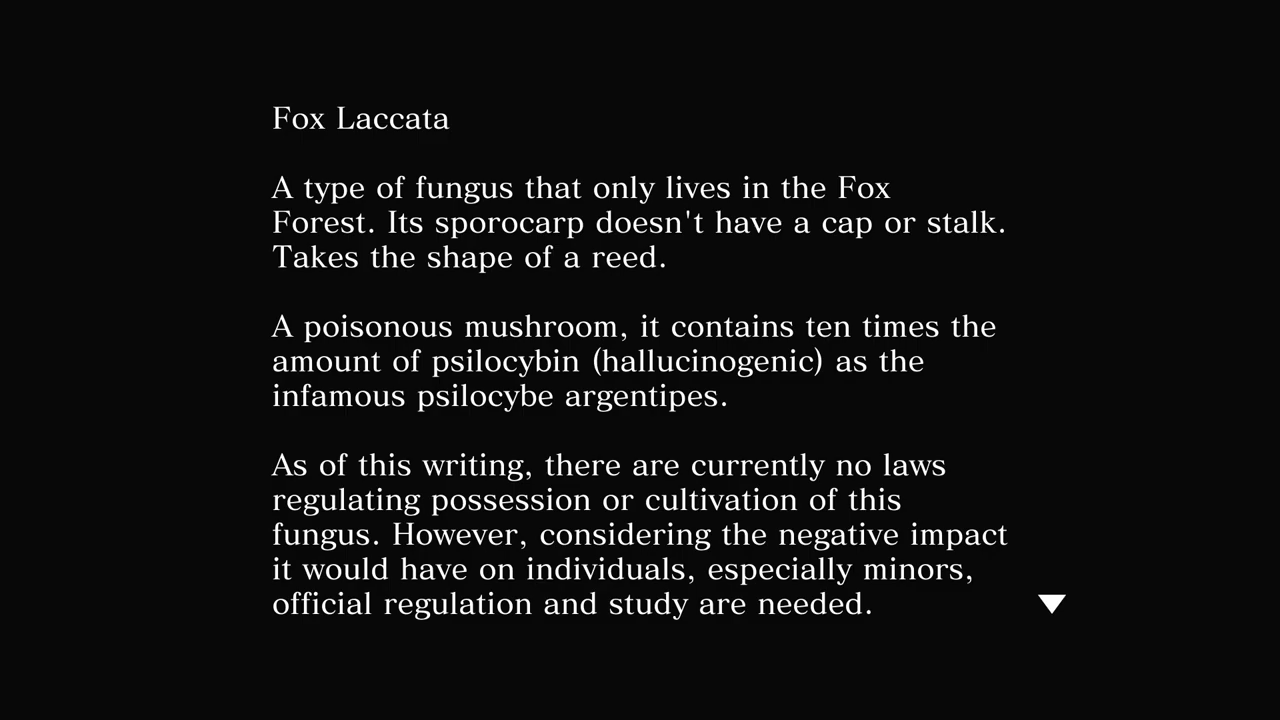 Fox Laccata
A type of fungus that only lives in the Fox
Forest. Its sporocarp doesn't have a cap or stalk.
Takes the shape of a reed.
A poisonous mushroom, it contains ten times the
amount of psilocybin (hallucinogenic) as the
infamous psilocybe argentipes.
As of this writing, there are currently no laws
regulating possession or cultivation of this
fungus. However, considering the negative impact
it would have on individuals, especially minors,
official regulation and study are needed.